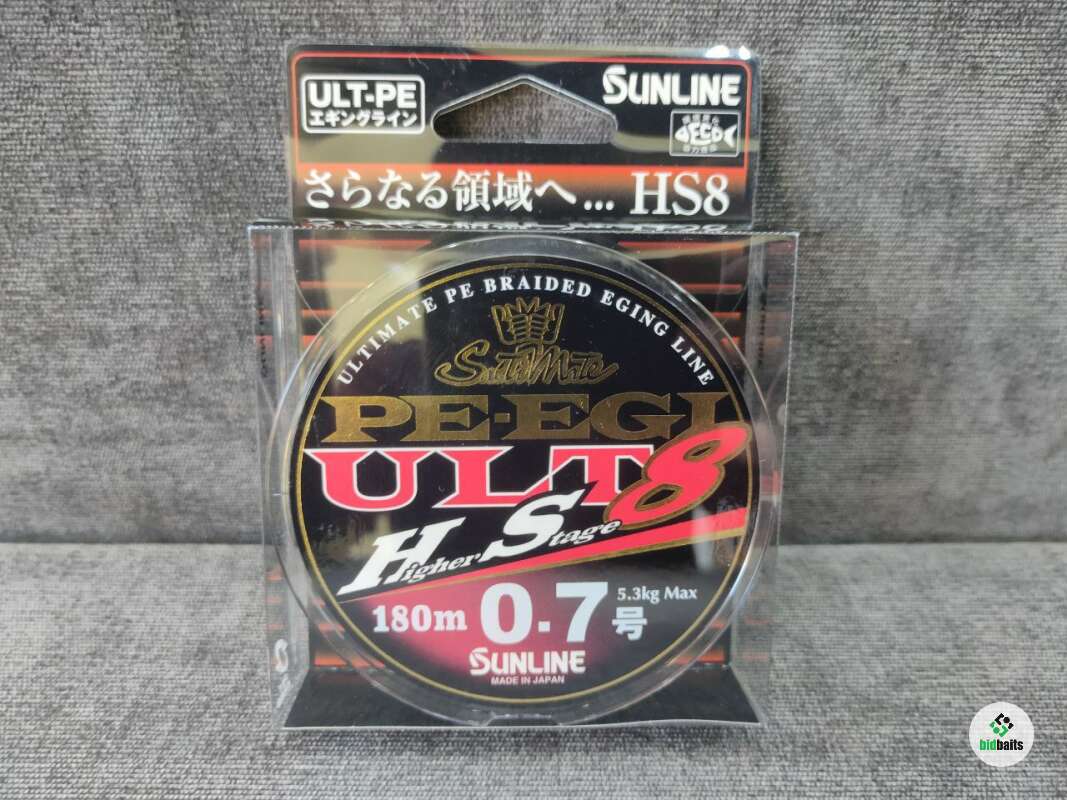 ULT-PE
エギングライン
SUNLINE
さらなる領域へ... HS8
ULTIMATE PE BRAIDED EGING LINE
SaltiMate
PE-EGI
ULT8
Higher Stage
180m 0.7号
5.3kg Max
SUNLINE
MADE IN JAPAN
bidbaits